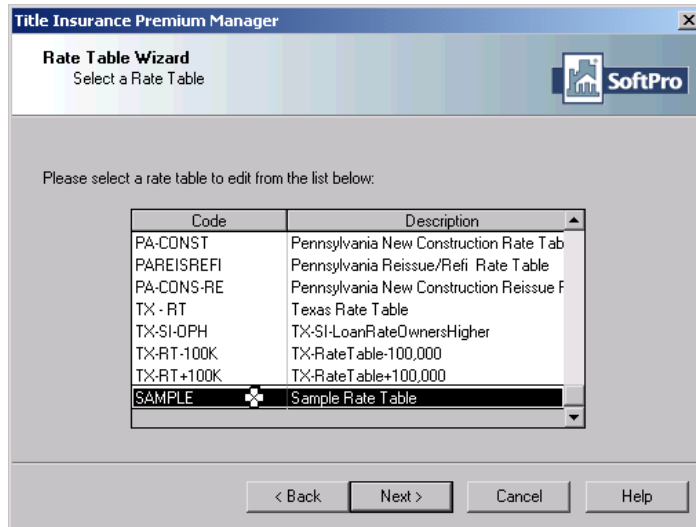 Title Insurance Premium Manager
Rate Table Wizard
Select a Rate Table
SoftPro
Please select a rate table to edit from the list below:
Code Description
PA-CONST Pennsylvania New Construction Rate Tab
PAREISREFI Pennsylvania Reissue/Refi Rate Table
PA-CONS-RE Pennsylvania New Construction Reissue F
TX - RT Texas Rate Table
TX-SI-OPH TX-SI-LoanRateOwnersHigher
TX-RT-100K TX-RateTable-100,000
TX-RT+100K TX-RateTable+100,000
SAMPLE Sample Rate Table
< Back Next > Cancel Help